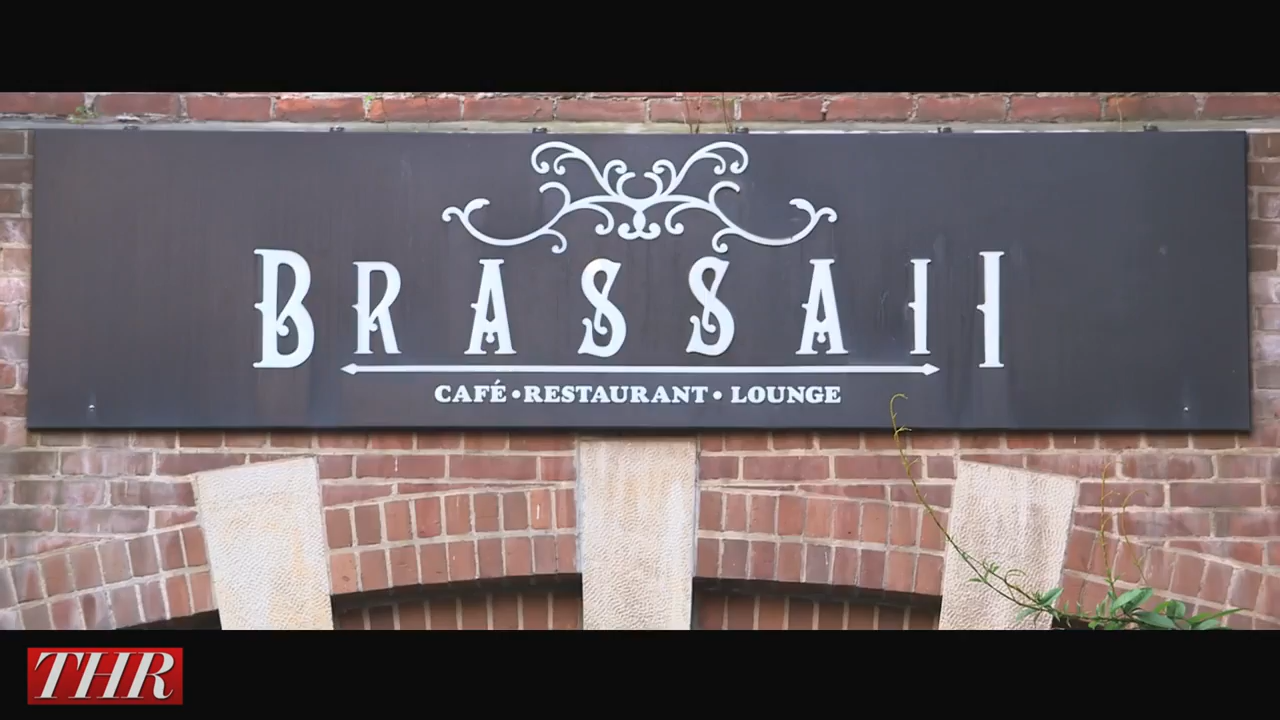 BRASSAII
CAFÉ • RESTAURANT • LOUNGE
THR